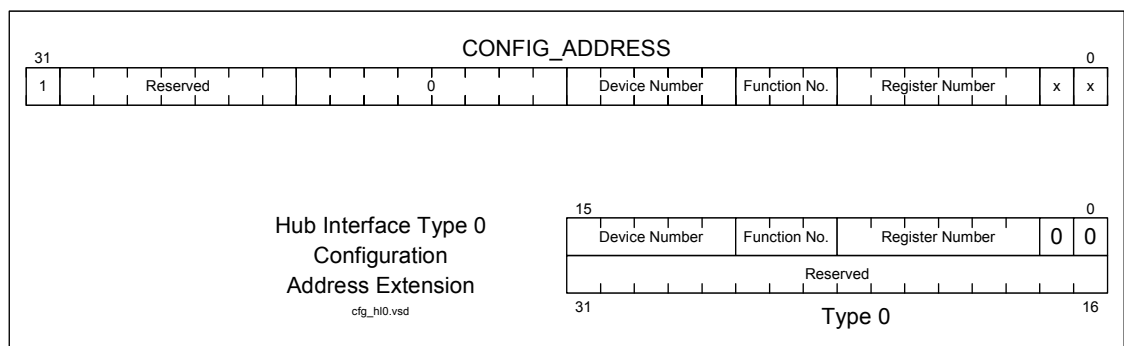 CONFIG_ADDRESS
31 0
1 Reserved 0 Device Number Function No. Register Number x x
Hub Interface Type 0
Configuration
Address Extension
cfg_hl0.vsd
15 0
Device Number Function No. Register Number 0 0
Reserved
31 16
Type 0